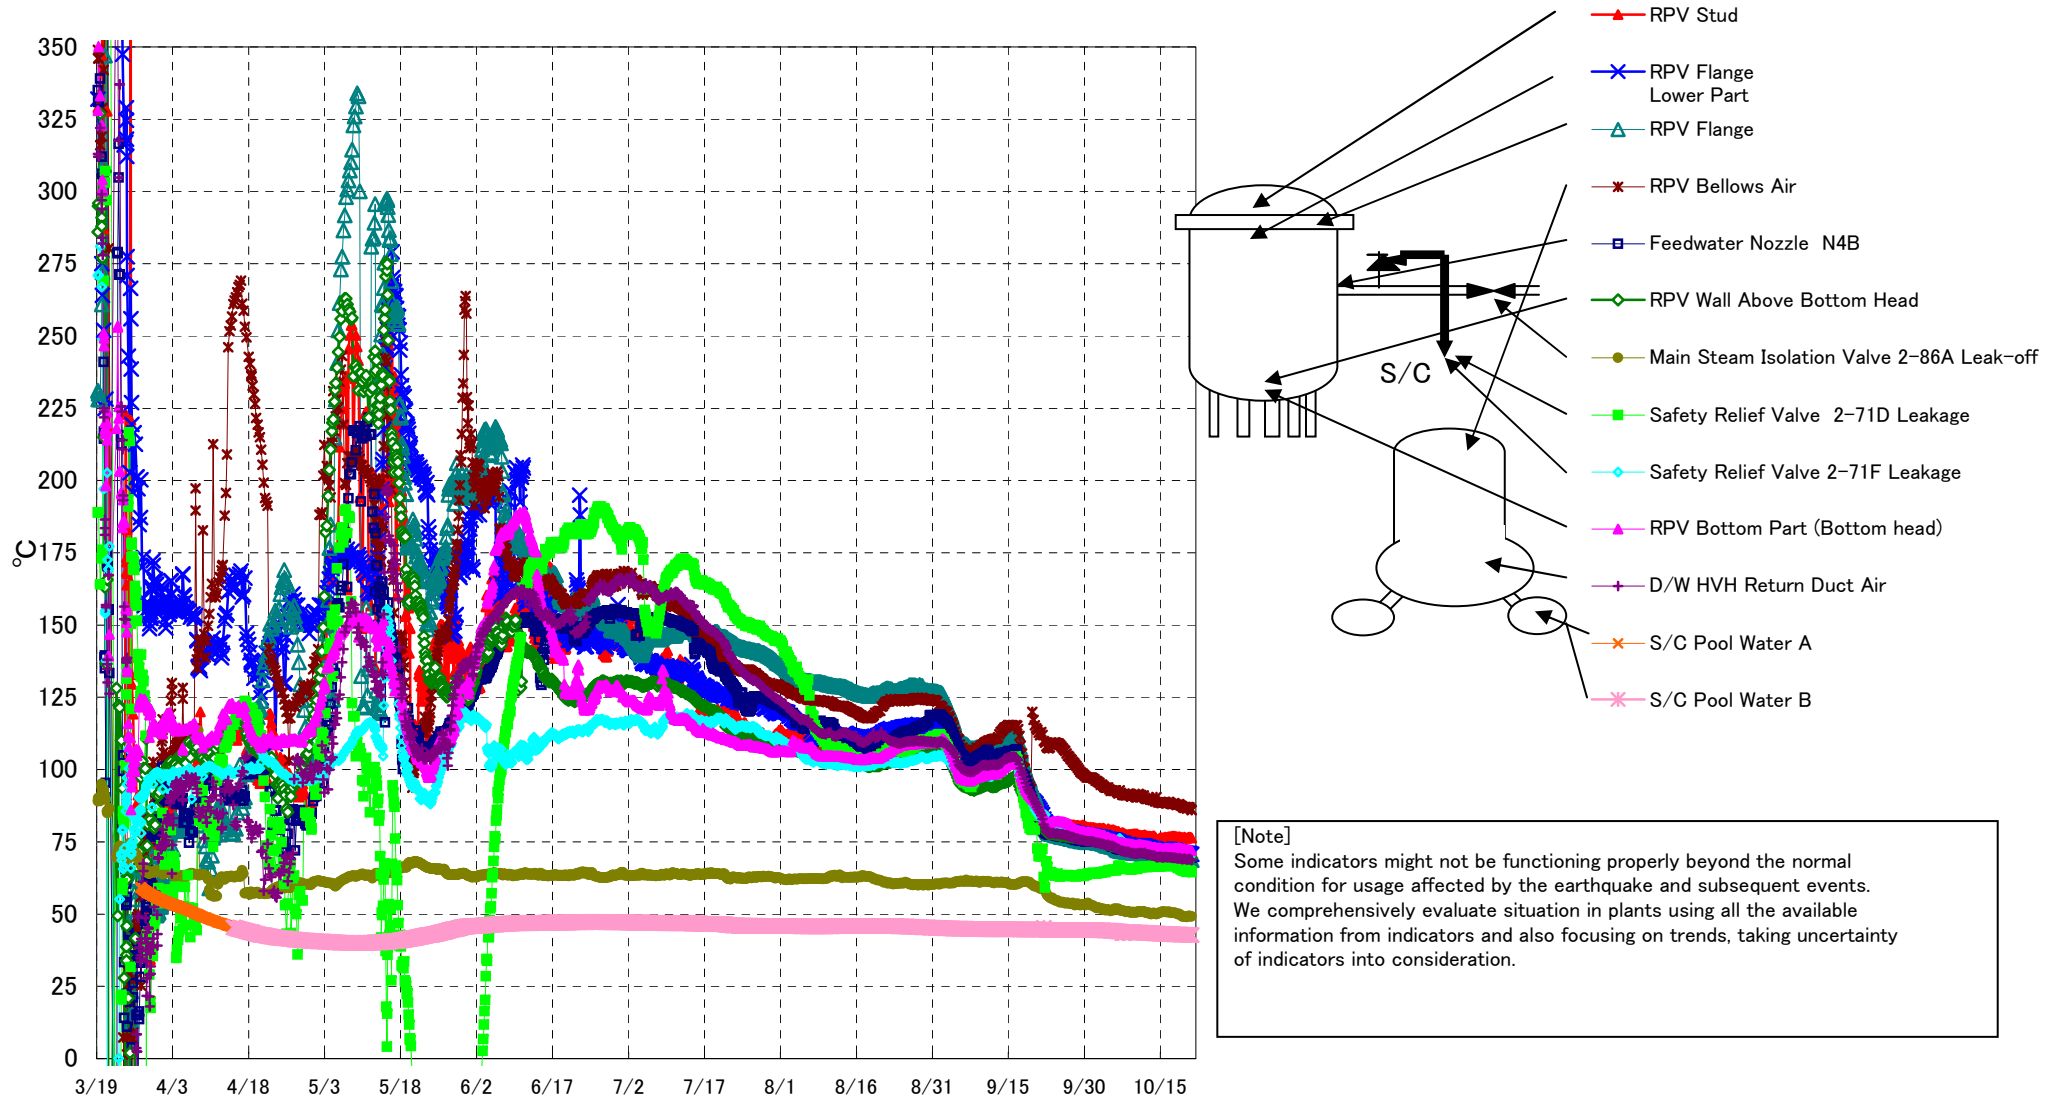 ℃
350
325
300
275
250
225
200
175
150
125
100
75
50
25
0
3/19 4/3 4/18 5/3 5/18 6/2 6/17 7/2 7/17 8/1 8/16 8/31 9/15 9/30 10/15
S/C
RPV Stud
RPV Flange
Lower Part
RPV Flange
RPV Bellows Air
Feedwater Nozzle N4B
RPV Wall Above Bottom Head
Main Steam Isolation Valve 2-86A Leak-off
Safety Relief Valve 2-71D Leakage
Safety Relief Valve 2-71F Leakage
RPV Bottom Part (Bottom head)
D/W HVH Return Duct Air
S/C Pool Water A
S/C Pool Water B
[Note]
Some indicators might not be functioning properly beyond the normal
condition for usage affected by the earthquake and subsequent events.
We comprehensively evaluate situation in plants using all the available
information from indicators and also focusing on trends, taking uncertainty
of indicators into consideration.